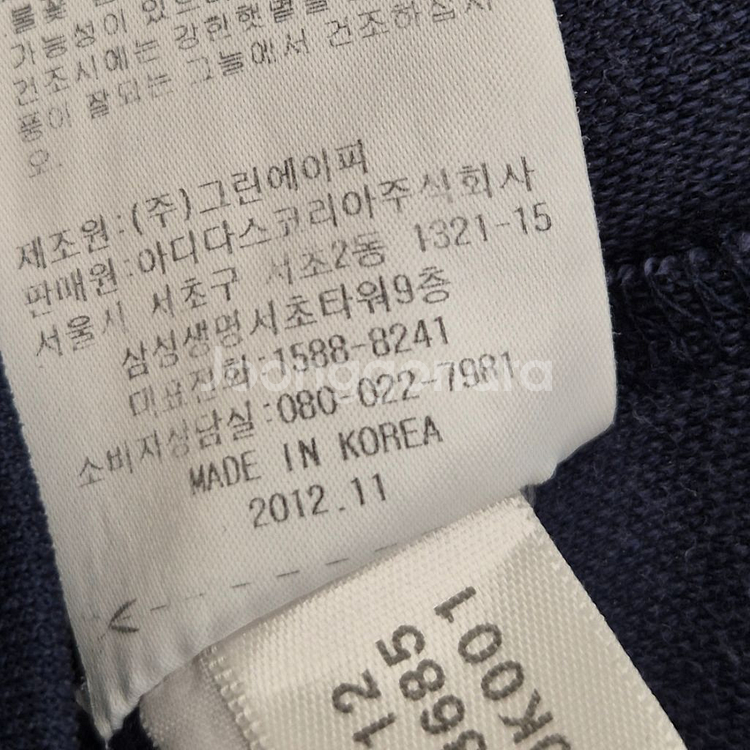 가능성이
건조시에는 강한햇볕을
풍이 잘되는 그늘에서 건조하십시
오.
제조원:(주)그린에이피
판매원:아디다스코리아주식회사
서울시 서초구 서초2동 1321-15
삼성생명서초타워9층
대표전화:1588-8241
소비자상담실:080-022-7981
MADE IN KOREA
2012.11
Joongonara
12
8685
0K001